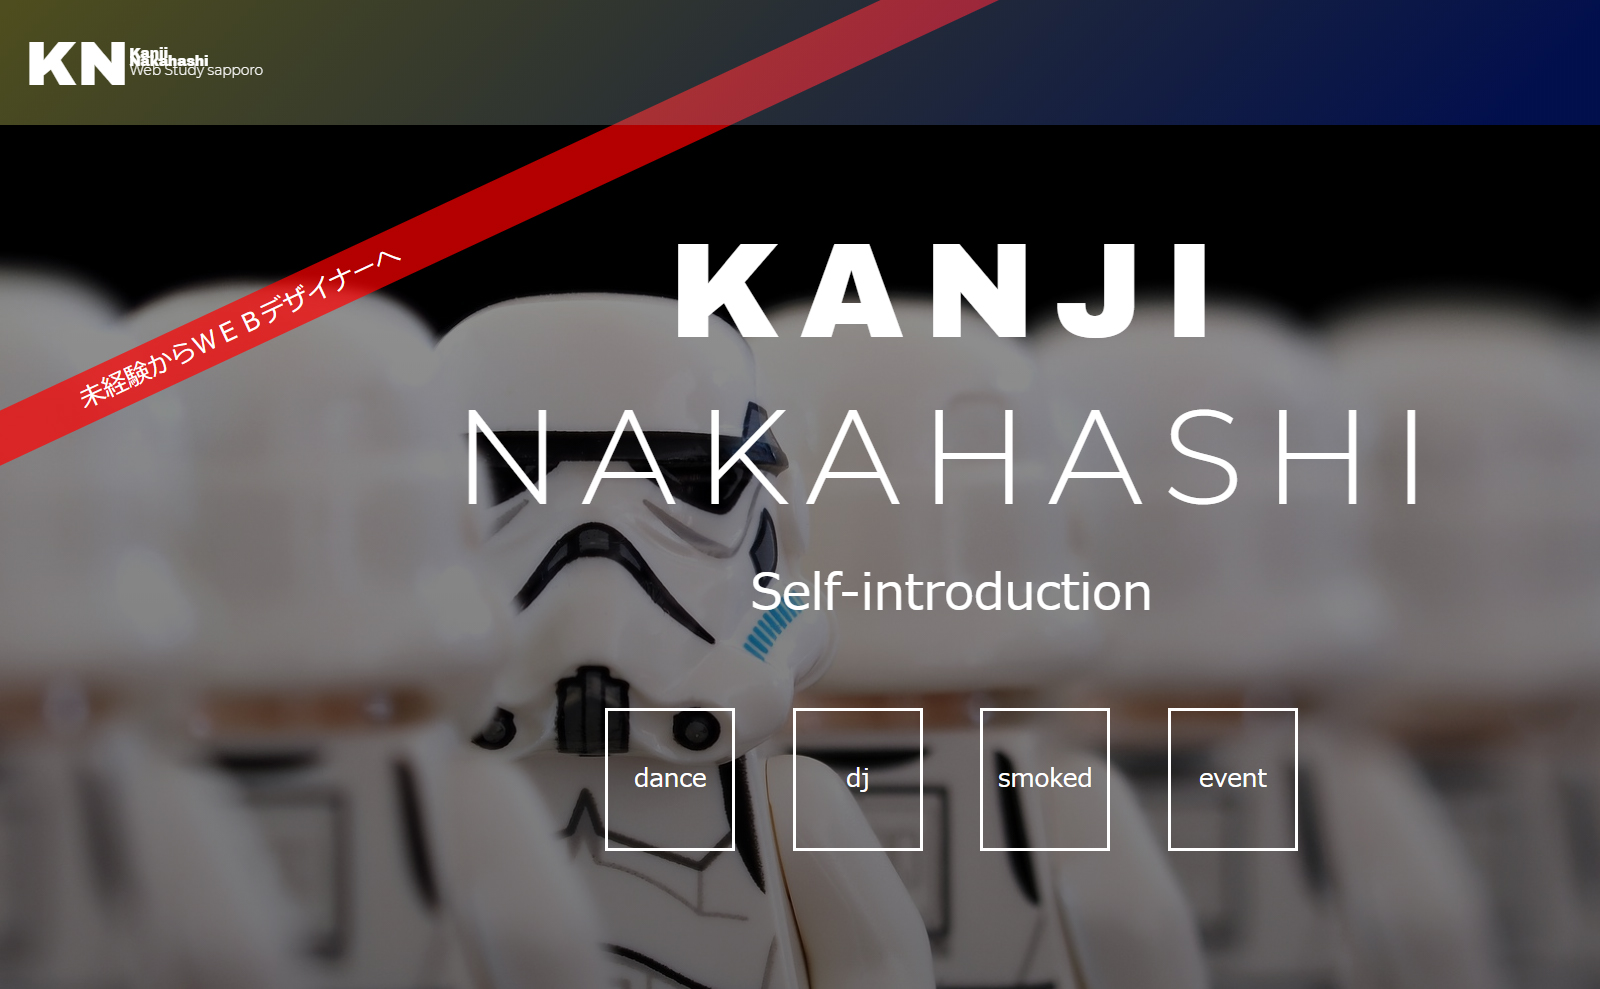 KN
Kanji
Nakahashi
Web Study sapporo
未経験からＷＥＢデザイナーへ
KANJI
NAKAHASHI
Self-introduction
dance
dj
smoked
event